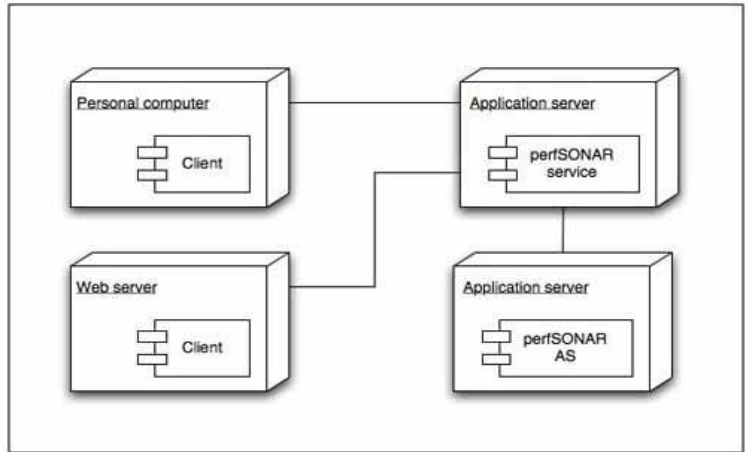 Personal computer
Client
Application server
perfSONAR
service
Web server
Client
Application server
perfSONAR
AS